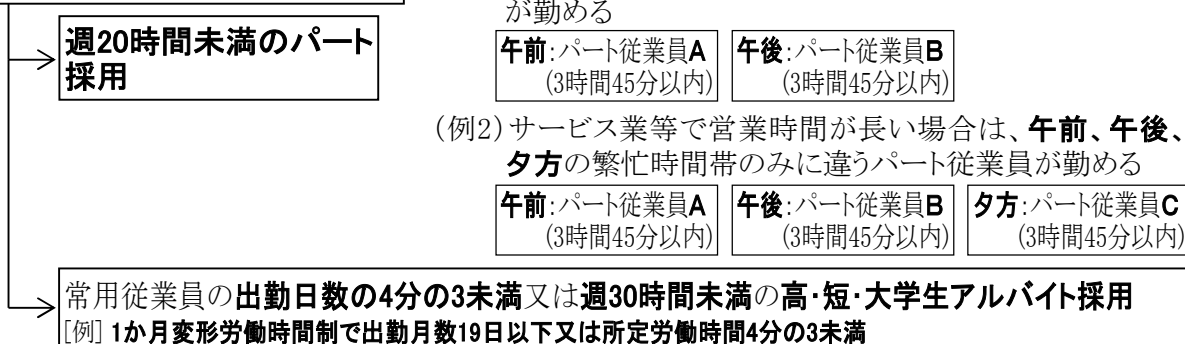 が勤める
週20時間未満のパート
採用
午前:パート従業員A
(3時間45分以内)
午後:パート従業員B
(3時間45分以内)
(例2)サービス業等で営業時間が長い場合は、午前、午後、
夕方の繁忙時間帯のみに違うパート従業員が勤める
午前:パート従業員A
(3時間45分以内)
午後:パート従業員B
(3時間45分以内)
夕方:パート従業員C
(3時間45分以内)
常用従業員の出勤日数の4分の3未満又は週30時間未満の高・短・大学生アルバイト採用
[例] 1か月変形労働時間制で出勤月数19日以下又は所定労働時間4分の3未満